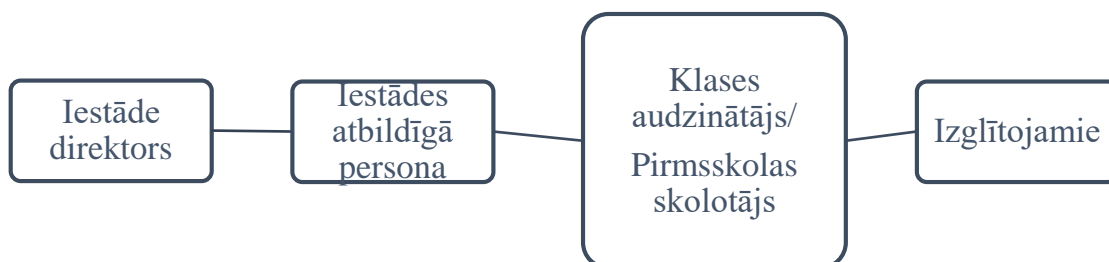 Iestāde
direktors
Iestādes
atbildīgā
persona
Klases
audzinātājs/
Pirmsskolas
skolotājs
Izglītojamie